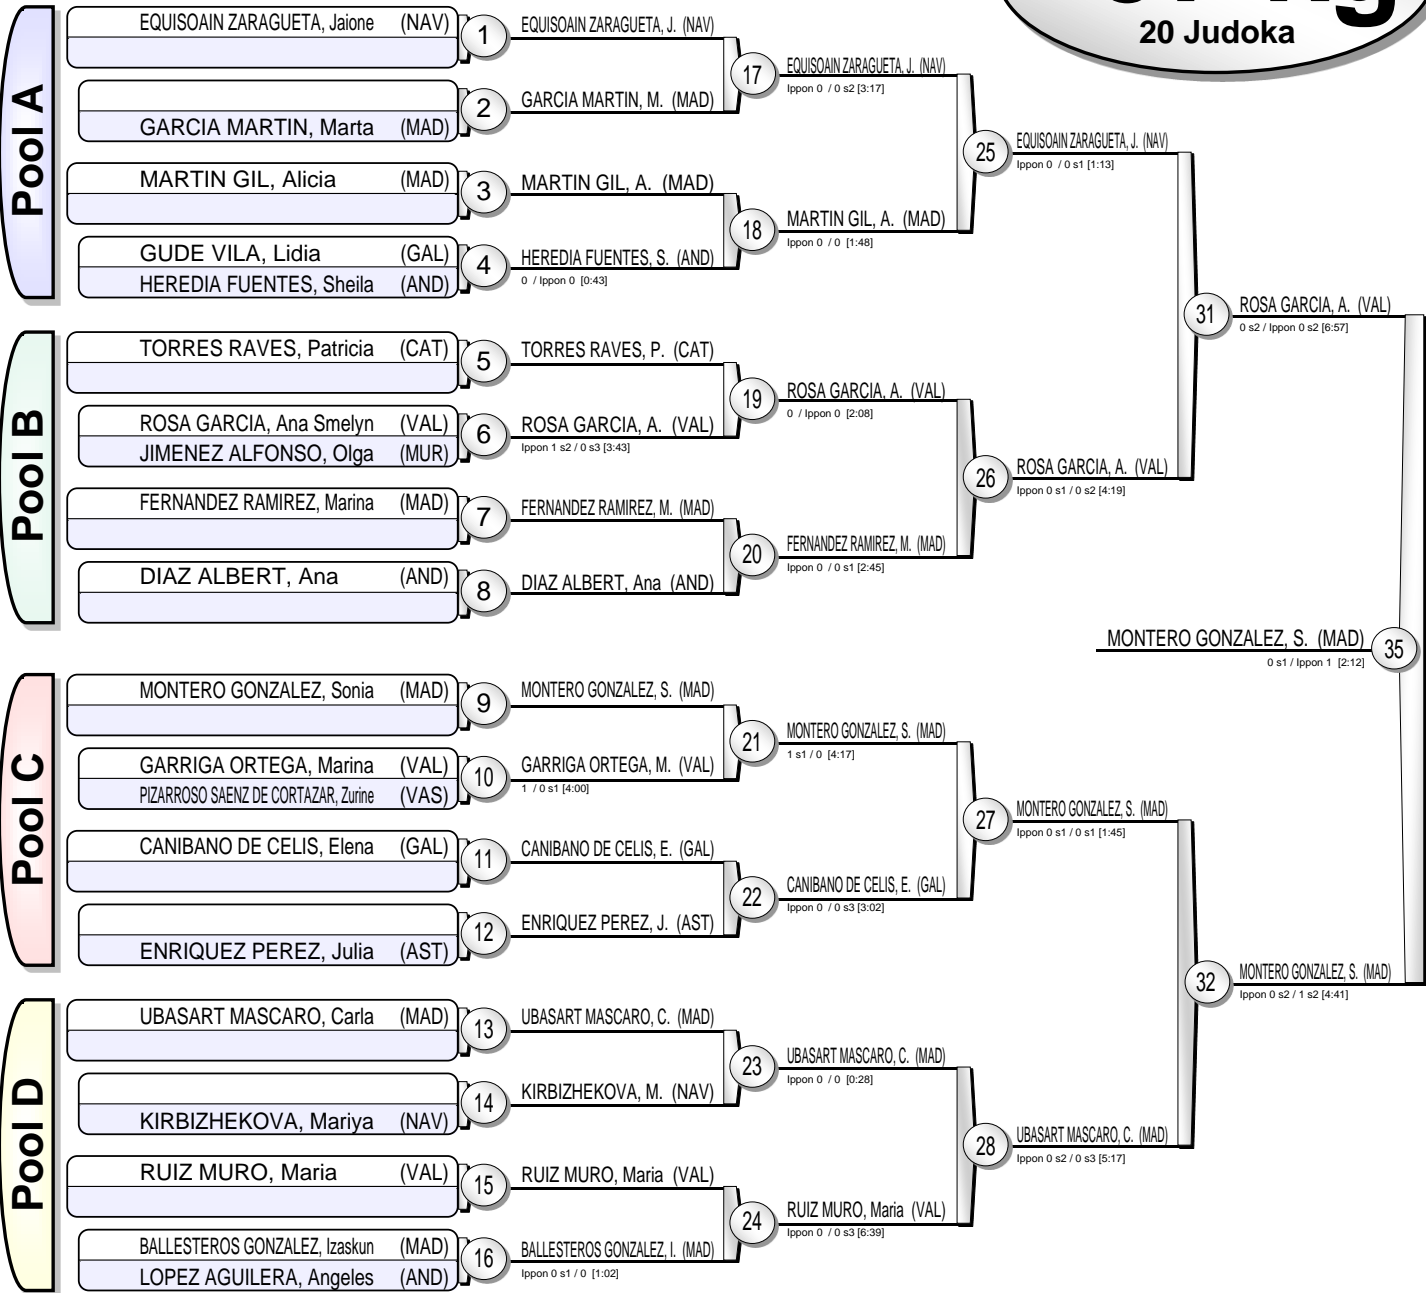 20 Judoka
Pool A
EQUISOAIN ZARAGUETA, Jaione (NAV)
1
EQUISOAIN ZARAGUETA, J. (NAV)
GARCIA MARTIN, Marta (MAD)
2
GARCIA MARTIN, M. (MAD)
17
EQUISOAIN ZARAGUETA, J. (NAV)
Ippon 0 / 0 s2 [3:17]
MARTIN GIL, Alicia (MAD)
3
MARTIN GIL, A. (MAD)
GUDE VILA, Lidia (GAL)
HEREDIA FUENTES, Sheila (AND)
4
HEREDIA FUENTES, S. (AND)
0 / Ippon 0 [0:43]
18
MARTIN GIL, A. (MAD)
Ippon 0 / 0 [1:48]
25
EQUISOAIN ZARAGUETA, J. (NAV)
Ippon 0 / 0 s1 [1:13]
Pool B
TORRES RAVES, Patricia (CAT)
5
TORRES RAVES, P. (CAT)
ROSA GARCIA, Ana Smelyn (VAL)
JIMENEZ ALFONSO, Olga (MUR)
6
ROSA GARCIA, A. (VAL)
Ippon 1 s2 / 0 s3 [3:43]
19
ROSA GARCIA, A. (VAL)
0 / Ippon 0 [2:08]
FERNANDEZ RAMIREZ, Marina (MAD)
7
FERNANDEZ RAMIREZ, M. (MAD)
DIAZ ALBERT, Ana (AND)
8
DIAZ ALBERT, Ana (AND)
20
FERNANDEZ RAMIREZ, M. (MAD)
Ippon 0 / 0 s1 [2:45]
26
ROSA GARCIA, A. (VAL)
Ippon 0 s1 / 0 s2 [4:19]
31
ROSA GARCIA, A. (VAL)
0 s2 / Ippon 0 s2 [6:57]
MONTERO GONZALEZ, S. (MAD)
0 s1 / Ippon 1 [2:12]
35
Pool C
MONTERO GONZALEZ, Sonia (MAD)
9
MONTERO GONZALEZ, S. (MAD)
GARRIGA ORTEGA, Marina (VAL)
PIZARROSO SAENZ DE CORTAZAR, Zurine (VAS)
10
GARRIGA ORTEGA, M. (VAL)
1 / 0 s1 [4:00]
21
MONTERO GONZALEZ, S. (MAD)
1 s1 / 0 [4:17]
CANIBANO DE CELIS, Elena (GAL)
11
CANIBANO DE CELIS, E. (GAL)
ENRIQUEZ PEREZ, Julia (AST)
12
ENRIQUEZ PEREZ, J. (AST)
22
CANIBANO DE CELIS, E. (GAL)
Ippon 0 / 0 s3 [3:02]
27
MONTERO GONZALEZ, S. (MAD)
Ippon 0 s1 / 0 s1 [1:45]
Pool D
UBASART MASCARO, Carla (MAD)
13
UBASART MASCARO, C. (MAD)
KIRBIZHEKOVA, Mariya (NAV)
14
KIRBIZHEKOVA, M. (NAV)
23
UBASART MASCARO, C. (MAD)
Ippon 0 / 0 [0:28]
RUIZ MURO, Maria (VAL)
15
RUIZ MURO, Maria (VAL)
BALLESTEROS GONZALEZ, Izaskun (MAD)
LOPEZ AGUILERA, Angeles (AND)
16
BALLESTEROS GONZALEZ, I. (MAD)
Ippon 0 s1 / 0 [1:02]
24
RUIZ MURO, Maria (VAL)
Ippon 0 / 0 s3 [6:39]
28
UBASART MASCARO, C. (MAD)
Ippon 0 s2 / 0 s3 [5:17]
32
MONTERO GONZALEZ, S. (MAD)
Ippon 0 s2 / 1 s2 [4:41]